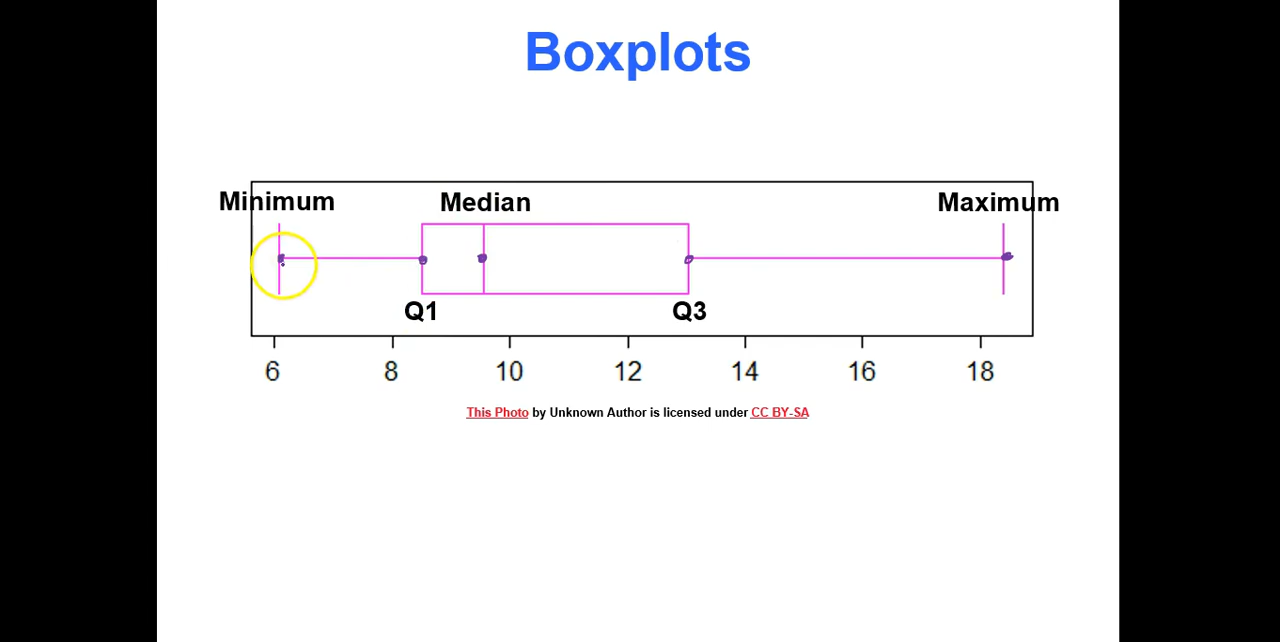 Boxplots
Minimum Median Maximum
Q1 Q3
6 8 10 12 14 16 18
This Photo by Unknown Author is licensed under CC BY-SA